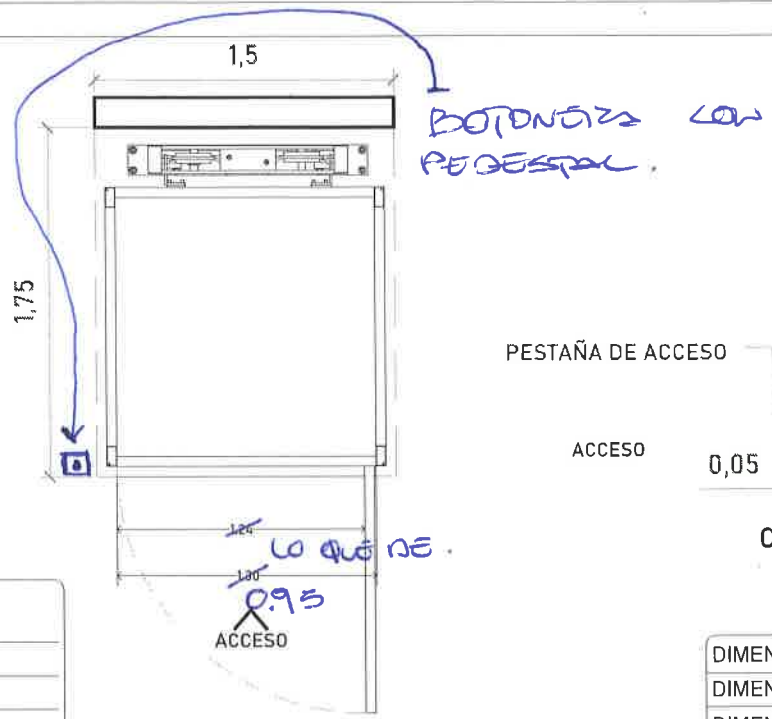 1,5
BOTONERA CON
PEDESTAL.
1,75
PESTAÑA DE ACCESO
ACCESO
0,05
1.24
LO QUE DE.
1.30
0.95
ACCESO
DIMEN
DIMEN